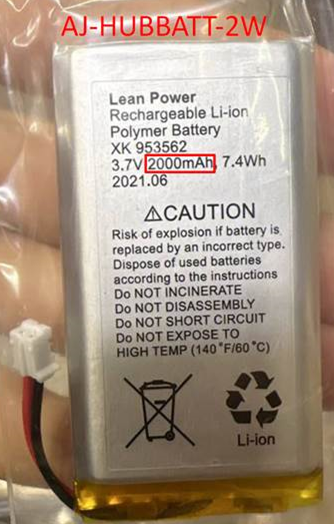 AJ-HUBBATT-2W
Lean Power
Rechargeable Li-ion
Polymer Battery
XK 953562
3.7V 2000mAh, 7.4Wh
2021.06
⚠CAUTION
Risk of explosion if battery is
replaced by an incorrect type.
Dispose of used batteries
according to the instructions
Do NOT INCINERATE
Do NOT DISASSEMBLY
Do NOT SHORT CIRCUIT
Do NOT EXPOSE TO
HIGH TEMP (140°F/60°C)
Li-ion